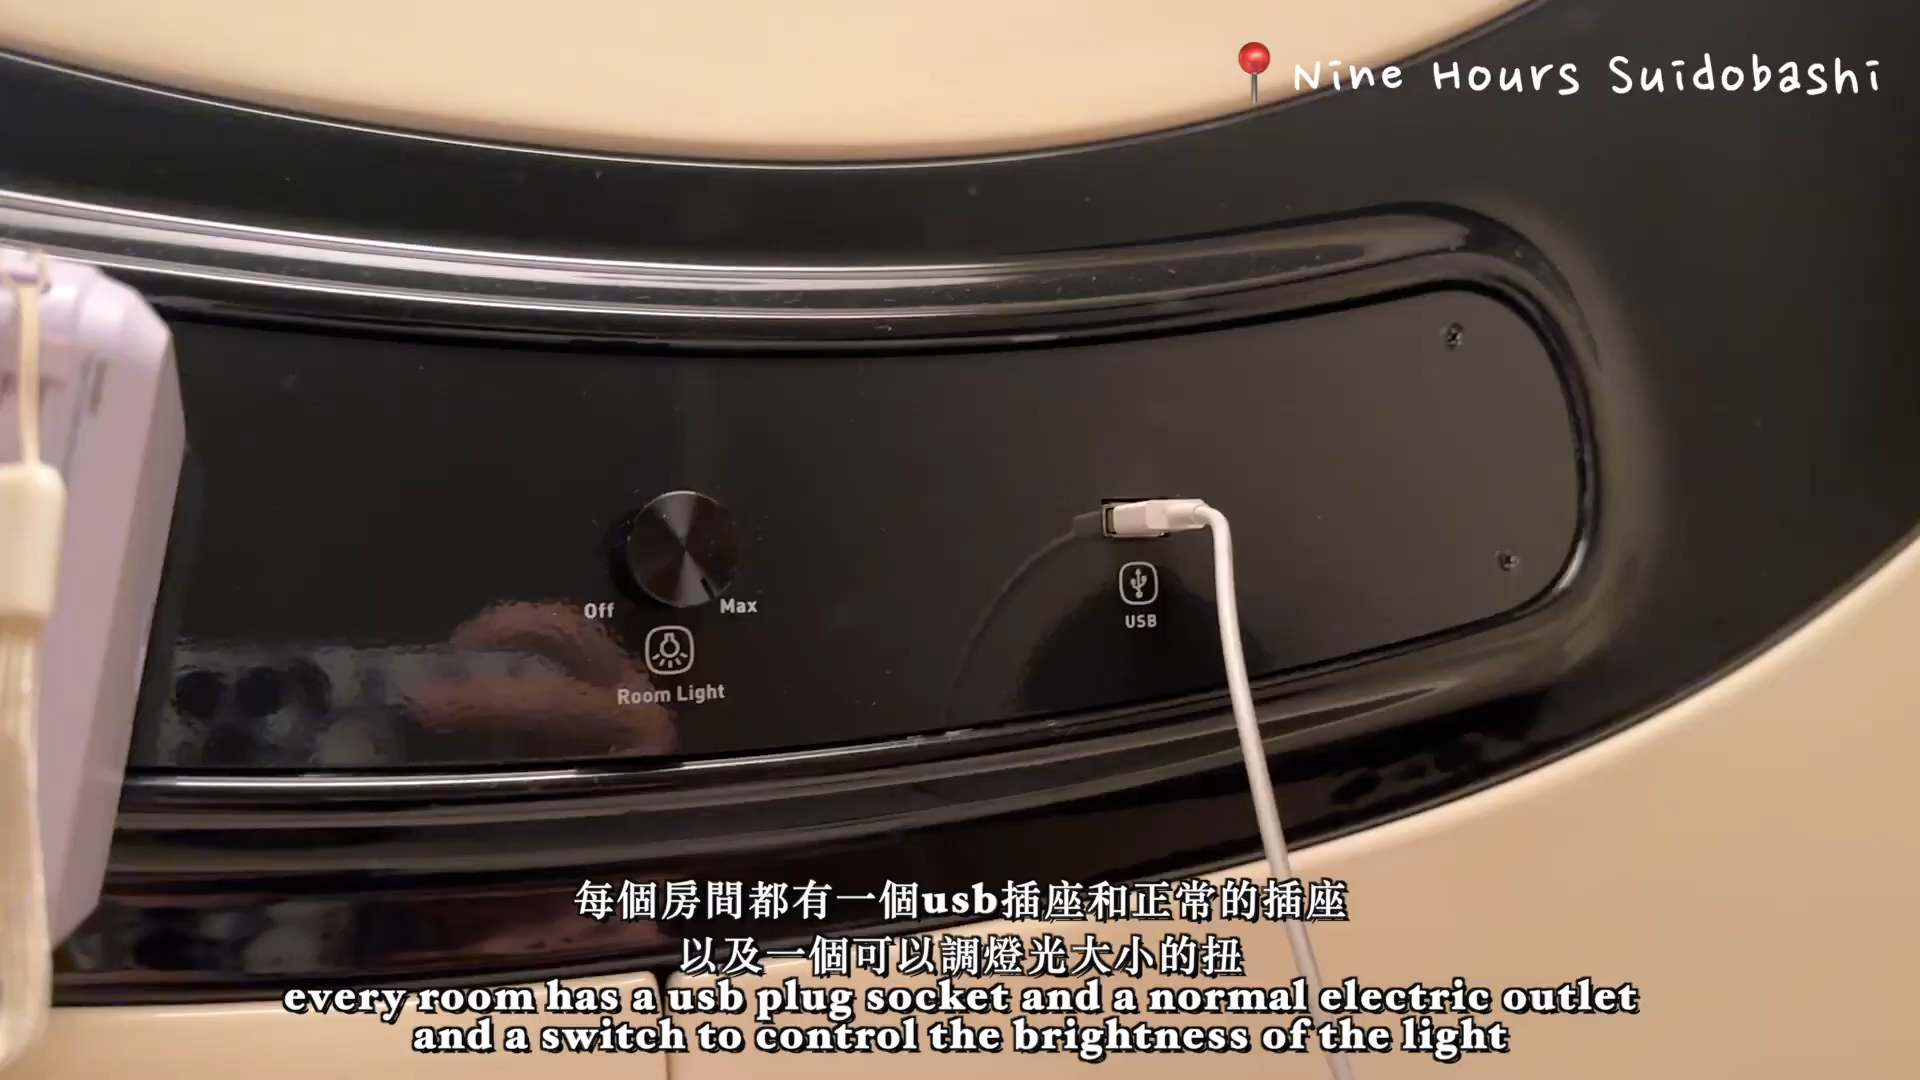 Nine Hours Suidobashi
Off
Max
Room Light
USB
每個房間都有一個usb插座和正常的插座
以及一個可以調燈光大小的扭
every room has a usb plug socket and a normal electric outlet
and a switch to control the brightness of the light